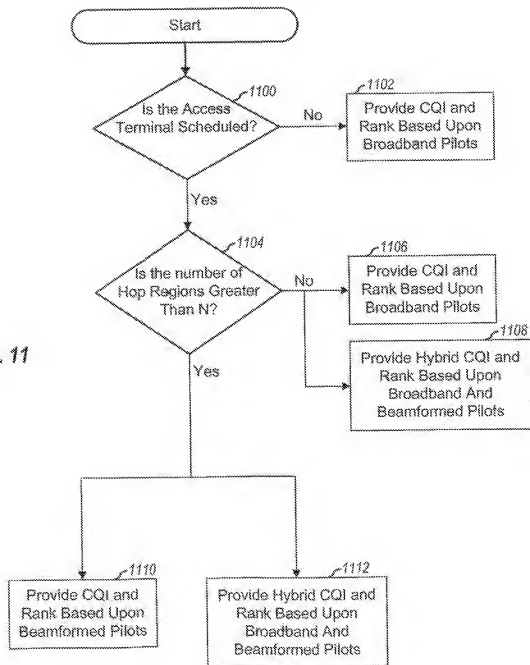 Start
1100
Is the Access
Terminal Scheduled?
No
1102
Provide CQI and
Rank Based Upon
Broadband Pilots
Yes
1104
Is the number of
Hop Regions Greater
Than N?
No
1106
Provide CQI and
Rank Based Upon
Broadband Pilots
1108
Provide Hybrid CQI and
Rank Based Upon
Broadband And
Beamformed Pilots
. 11
Yes
1110
Provide CQI and
Rank Based Upon
Beamformed Pilots
1112
Provide Hybrid CQI and
Rank Based Upon
Broadband And
Beamformed Pilots